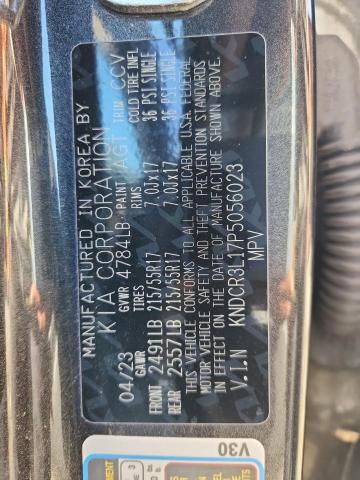 MANUFACTURED IN KOREA BY
KIA CORPORATION
04/23 GVWR 4784LB PAINT AGT TRIM CCV
GAWR TIRES RIMS COLD TIRE INFL
FRONT 2491LB 215/55R17 7.0JX17 36 PSI SINGLE
REAR 2557LB 215/55R17 7.0JX17 36 PSI SINGLE
THIS VEHICLE CONFORMS TO ALL APPLICABLE U.S.A FEDERAL
MOTOR VEHICLE SAFETY AND THEFT PREVENTION STANDARDS
IN EFFECT ON THE DATE OF MANUFACTURE SHOWN ABOVE.
V.I.N KNDCR3L17P5056023
MPV
V30